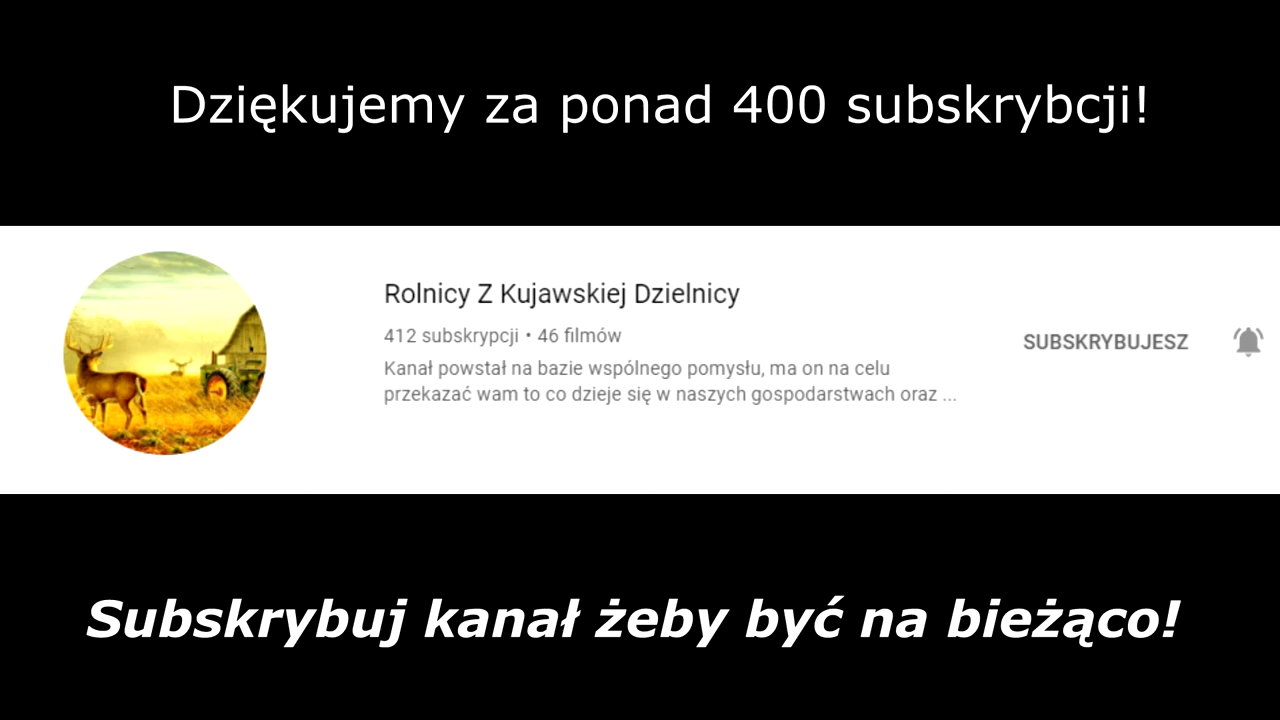 Dziękujemy za ponad 400 subskrybcji!
Rolnicy Z Kujawskiej Dzielnicy
412 subskrypcji • 46 filmów
Kanał powstał na bazie wspólnego pomysłu, ma on na celu
przekazać wam to co dzieje się w naszych gospodarstwach oraz ...
SUBSKRYBUJESZ
Subskrybuj kanał żeby być na bieżąco!